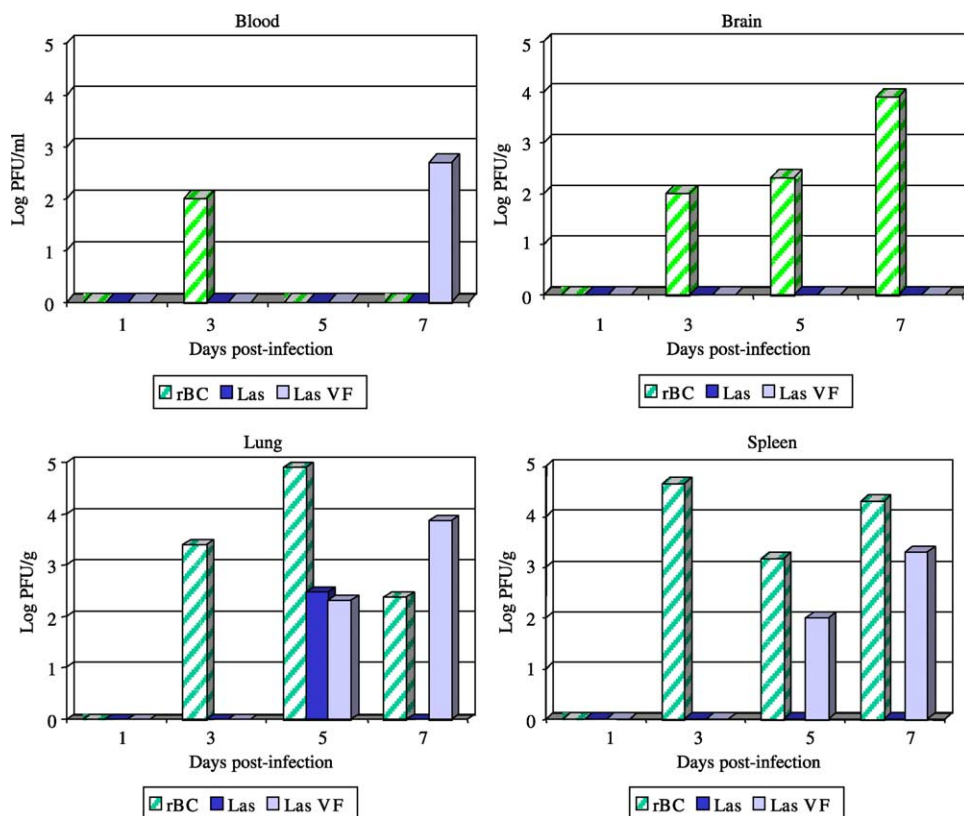 Blood
5
4
3
2
1
0
Log PFU/ml
1 3 5 7
Days post-infection
rBC Las Las VF
Brain
5
4
3
2
1
0
Log PFU/g
1 3 5 7
Days post-infection
rBC Las Las VF
Lung
5
4
3
2
1
0
Log PFU/g
1 3 5 7
Days post-infection
rBC Las Las VF
Spleen
5
4
3
2
1
0
Log PFU/g
1 3 5 7
Days post-infection
rBC Las Las VF